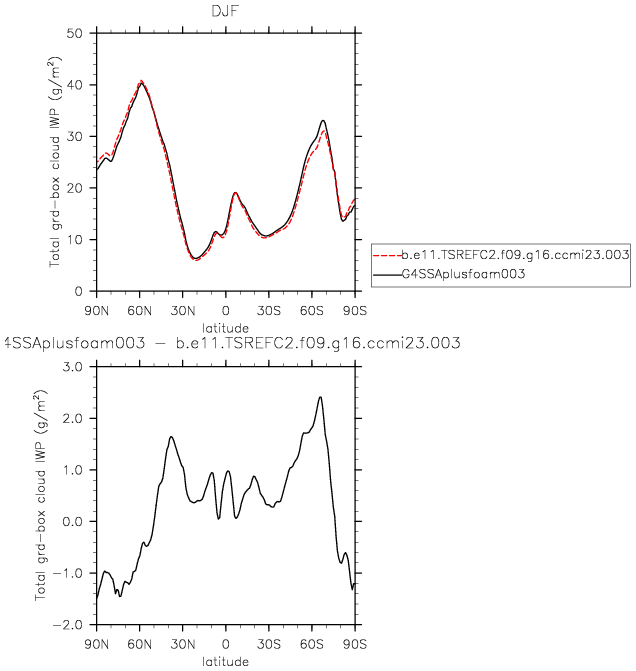 DJF
50
40
30
20
10
0
Total grd-box cloud IWP (g/m²)
90N 60N 30N 0 30S 60S 90S
latitude
b.e11.TSREFC2.f09.g16.ccmi23.003
G4SSAplusfoam003
4SSAplusfoam003 - b.e11.TSREFC2.f09.g16.ccmi23.003
3.0
2.0
1.0
0.0
-1.0
-2.0
Total grd-box cloud IWP (g/m²)
90N 60N 30N 0 30S 60S 90S
latitude